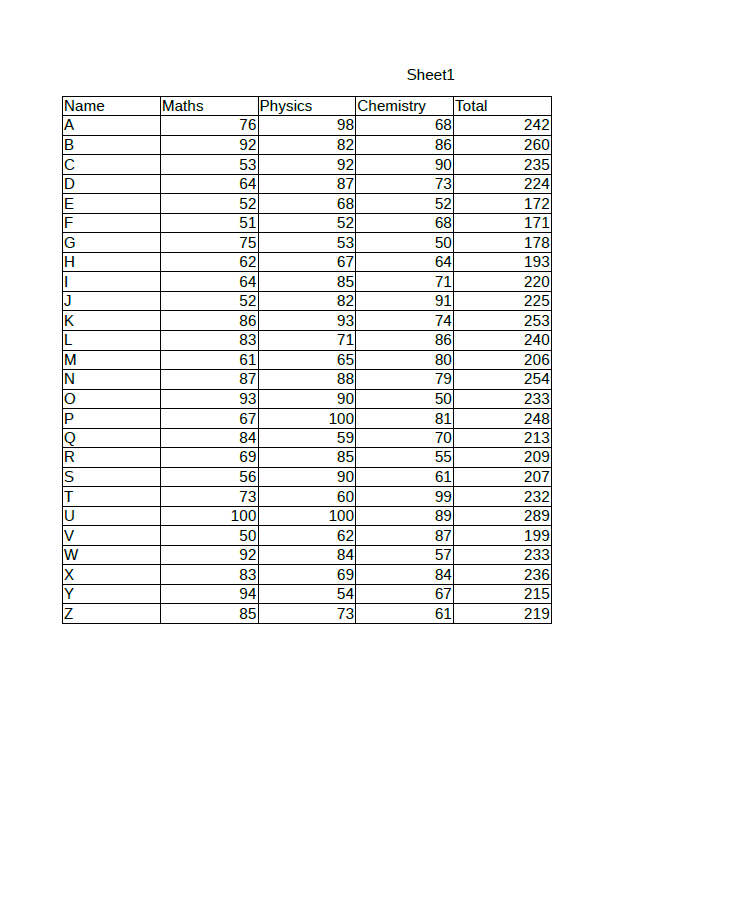 Sheet1
Name Maths Physics Chemistry Total
A 76 98 68 242
B 92 82 86 260
C 53 92 90 235
D 64 87 73 224
E 52 68 52 172
F 51 52 68 171
G 75 53 50 178
H 62 67 64 193
I 64 85 71 220
J 52 82 91 225
K 86 93 74 253
L 83 71 86 240
M 61 65 80 206
N 87 88 79 254
O 93 90 50 233
P 67 100 81 248
Q 84 59 70 213
R 69 85 55 209
S 56 90 61 207
T 73 60 99 232
U 100 100 89 289
V 50 62 87 199
W 92 84 57 233
X 83 69 84 236
Y 94 54 67 215
Z 85 73 61 219